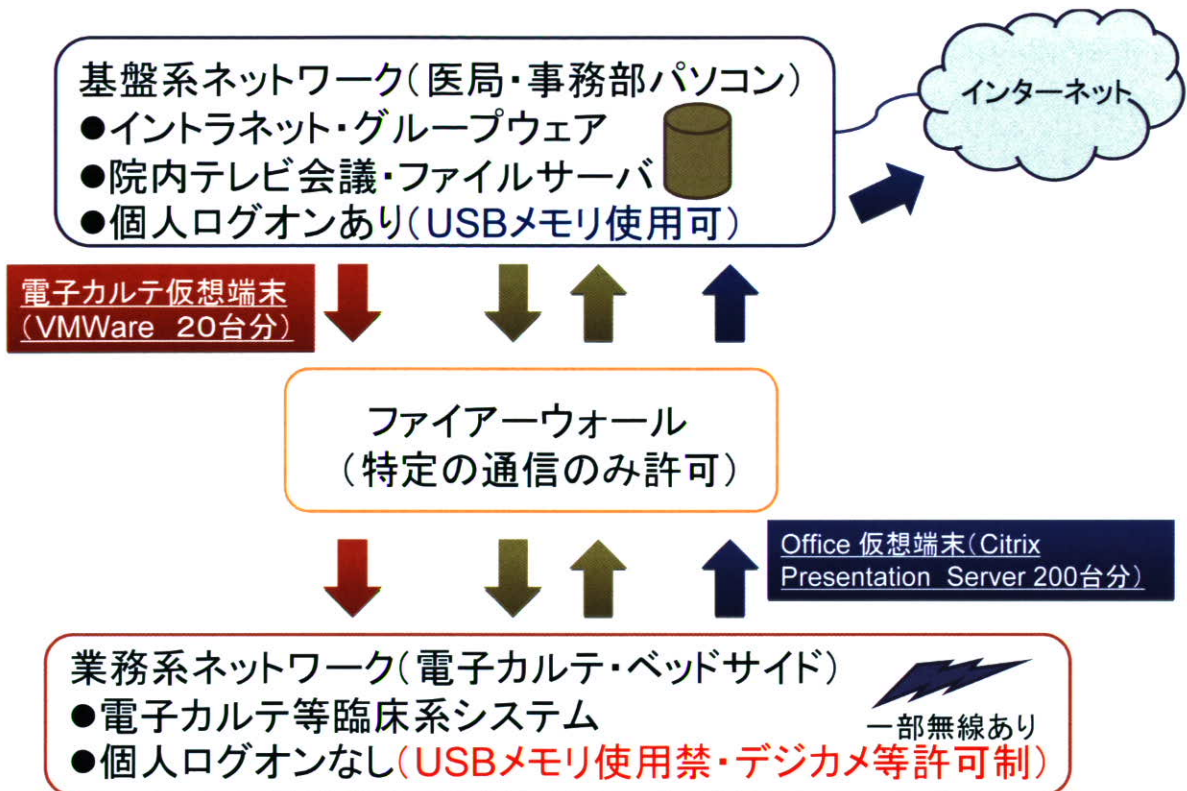 基盤系ネットワーク(医局・事務部パソコン)
●イントラネット・グループウェア
●院内テレビ会議・ファイルサーバ
●個人ログオンあり(USBメモリ使用可)
インターネット
電子カルテ仮想端末
(VMWare 20台分)
ファイアーウォール
(特定の通信のみ許可)
Office 仮想端末(Citrix
Presentation Server 200台分)
業務系ネットワーク(電子カルテ・ベッドサイド)
●電子カルテ等臨床系システム
●個人ログオンなし(USBメモリ使用禁・デジカメ等許可制)
一部無線あり